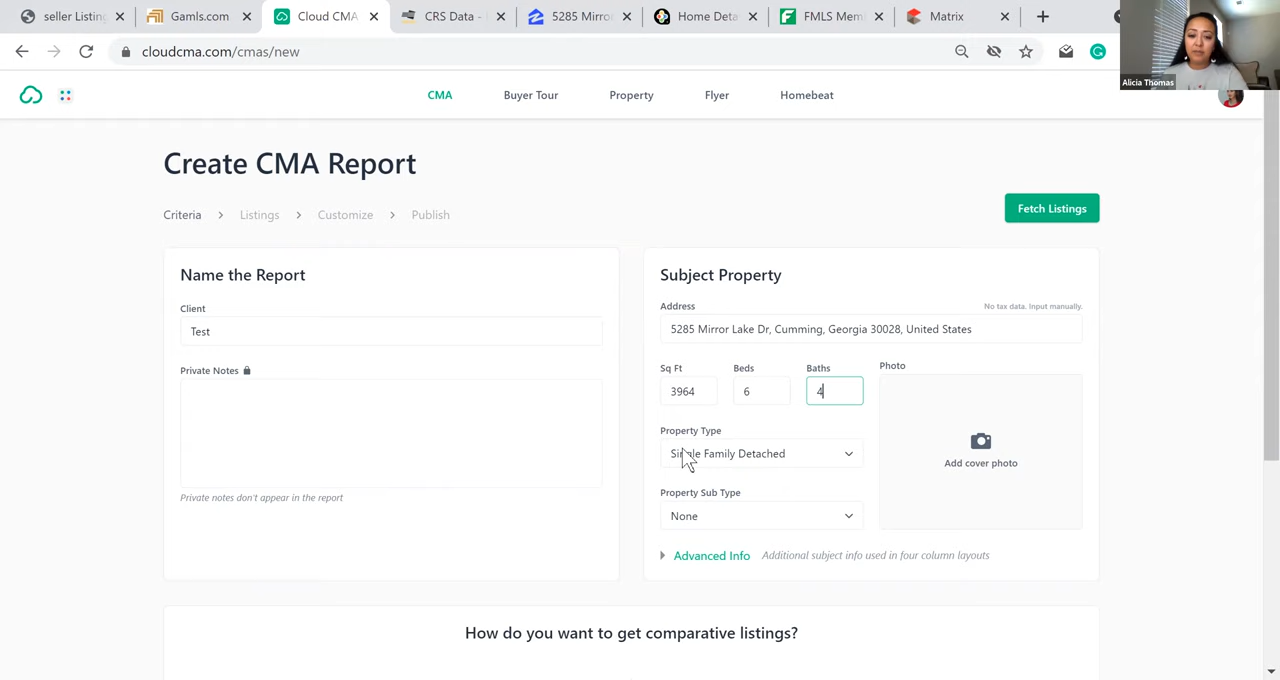 seller Listing
Gamls.com
Cloud CMA
CRS Data -
5285 Mirro
Home Deta
FMLS Mem
Matrix
cloudcma.com/cmas/new
Alicia Thomas
CMA
Buyer Tour
Property
Flyer
Homebeat
Create CMA Report
Criteria > Listings > Customize > Publish
Fetch Listings
Name the Report
Client
Test
Private Notes
Private notes don't appear in the report
Subject Property
Address
No tax data. Input manually.
5285 Mirror Lake Dr, Cumming, Georgia 30028, United States
Sq Ft
Beds
Baths
Photo
3964
6
4
Property Type
Single Family Detached
Add cover photo
Property Sub Type
None
Advanced Info
Additional subject info used in four column layouts
How do you want to get comparative listings?